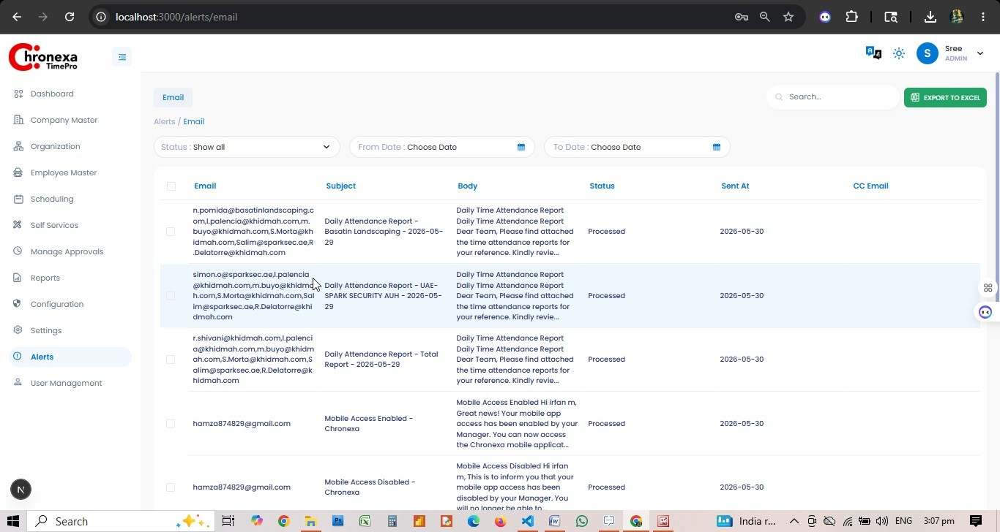 localhost:3000/alerts/email
Chronexa
TimePro
S
Sree
ADMIN
Dashboard
Company Master
Organization
Employee Master
Scheduling
Self Services
Manage Approvals
Reports
Configuration
Settings
Alerts
User Management
N
Email
Search...
EXPORT TO EXCEL
Alerts / Email
Status : Show all
From Date : Choose Date
To Date : Choose Date
Email Subject Body Status Sent At CC Email
n.pomida@basatinlandscaping.c
om,l.palencia@khidmah.com,m.
buyo@khidmah.com,S.Morta@kh
idmah.com,Salim@sparksec.ae,R
.Delatorre@khidmah.com
Daily Attendance Report -
Basatin Landscaping - 2026-05-
29
Daily Time Attendance Report
Daily Time Attendance Report
Dear Team, Please find attached
the time attendance reports for
your reference. Kindly revie...
Processed
2026-05-30
simon.o@sparksec.ae,l.palencia
@khidmah.com,m.buyo@khidma
h.com,S.Morta@khidmah.com,Sal
im@sparksec.ae,R.Delatorre@khi
dmah.com
Daily Attendance Report - UAE-
SPARK SECURITY AUH - 2026-05-
29
Daily Time Attendance Report
Daily Time Attendance Report
Dear Team, Please find attached
the time attendance reports for
your reference. Kindly revie...
Processed
2026-05-30
r.shivani@khidmah.com,l.palenci
a@khidmah.com,m.buyo@khidm
ah.com,S.Morta@khidmah.com,S
alim@sparksec.ae,R.Delatorre@k
hidmah.com
Daily Attendance Report - Total
Report - 2026-05-29
Daily Time Attendance Report
Daily Time Attendance Report
Dear Team, Please find attached
the time attendance reports for
your reference. Kindly revie...
Processed
2026-05-30
hamza874829@gmail.com
Mobile Access Enabled -
Chronexa
Mobile Access Enabled Hi irfan m,
Great news! Your mobile app
access has been enabled by your
Manager. You can now access
the Chronexa mobile applicat...
Processed
2026-05-30
hamza874829@gmail.com
Mobile Access Disabled -
Chronexa
Mobile Access Disabled Hi irfan
m, This is to inform you that your
mobile app access has been
disabled by your Manager. You
will no longer be able to...
Processed
2026-05-30
Search
India r...
ENG
3:07 pm